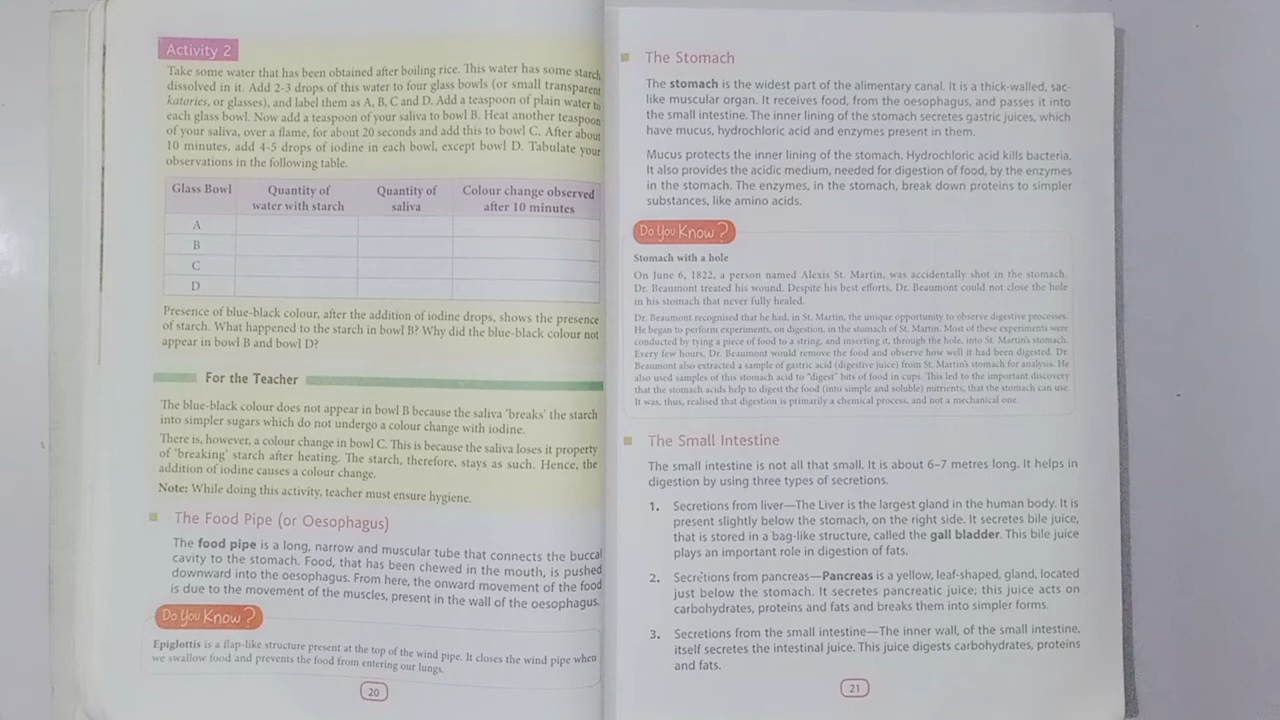 Activity 2
Take some water that has been obtained after boiling rice. This water has some starch
dissolved in it. Add 2-3 drops of this water to four glass bowls (or small transparent
katories, or glasses), and label them as A, B, C and D. Add a teaspoon of plain water to
each glass bowl. Now add a teaspoon of your saliva to bowl B. Heat another teaspoon
of your saliva, over a flame, for about 20 seconds and add this to bowl C. After about
10 minutes, add 4-5 drops of iodine in each bowl, except bowl D. Tabulate your
observations in the following table.
Glass Bowl Quantity of Quantity of Colour change observed
water with starch saliva after 10 minutes
A
B
C
D
Presence of blue-black colour, after the addition of iodine drops, shows the presence
of starch. What happened to the starch in bowl B? Why did the blue-black colour not
appear in bowl B and bowl D?
For the Teacher
The blue-black colour does not appear in bowl B because the saliva 'breaks' the starch
into simpler sugars which do not undergo a colour change with iodine.
There is, however, a colour change in bowl C. This is because the saliva loses it property
of 'breaking' starch after heating. The starch, therefore, stays as such. Hence, the
addition of iodine causes a colour change.
Note: While doing this activity, teacher must ensure hygiene.
The Food Pipe (or Oesophagus)
The food pipe is a long, narrow and muscular tube that connects the buccal
cavity to the stomach. Food, that has been chewed in the mouth, is pushed
downward into the oesophagus. From here, the onward movement of the food
is due to the movement of the muscles, present in the wall of the oesophagus.
Do You Know?
Epiglottis is a flap-like structure present at the top of the wind pipe. It closes the wind pipe when
we swallow food and prevents the food from entering our lungs.
20
The Stomach
The stomach is the widest part of the alimentary canal. It is a thick-walled, sac-
like muscular organ. It receives food, from the oesophagus, and passes it into
the small intestine. The inner lining of the stomach secretes gastric juices, which
have mucus, hydrochloric acid and enzymes present in them.
Mucus protects the inner lining of the stomach. Hydrochloric acid kills bacteria.
It also provides the acidic medium, needed for digestion of food, by the enzymes
in the stomach. The enzymes, in the stomach, break down proteins to simpler
substances, like amino acids.
Do You Know?
Stomach with a hole
On June 6, 1822, a person named Alexis St. Martin, was accidentally shot in the stomach.
Dr. Beaumont treated his wound. Despite his best efforts, Dr. Beaumont could not close the hole
in his stomach that never fully healed.
Dr. Beaumont recognised that he had, in St. Martin, the unique opportunity to observe digestive processes.
He began to perform experiments, on digestion, in the stomach of St. Martin. Most of these experiments were
conducted by tying a piece of food to a string, and inserting it, through the hole, into St. Martin's stomach.
Every few hours, Dr. Beaumont would remove the food and observe how well it had been digested. Dr.
Beaumont also extracted a sample of gastric acid (digestive juice) from St. Martin's stomach for analysis. He
also used samples of this stomach acid to "digest" bits of food in cups. This led to the important discovery
that the stomach acids help to digest the food (into simple and soluble) nutrients, that the stomach can use.
It was, thus, realised that digestion is primarily a chemical process, and not a mechanical one.
The Small Intestine
The small intestine is not all that small. It is about 6–7 metres long. It helps in
digestion by using three types of secretions.
1. Secretions from liver—The Liver is the largest gland in the human body. It is
present slightly below the stomach, on the right side. It secretes bile juice,
that is stored in a bag-like structure, called the gall bladder. This bile juice
plays an important role in digestion of fats.
2. Secretions from pancreas—Pancreas is a yellow, leaf-shaped, gland, located
just below the stomach. It secretes pancreatic juice; this juice acts on
carbohydrates, proteins and fats and breaks them into simpler forms.
3. Secretions from the small intestine—The inner wall, of the small intestine,
itself secretes the intestinal juice. This juice digests carbohydrates, proteins
and fats.
21